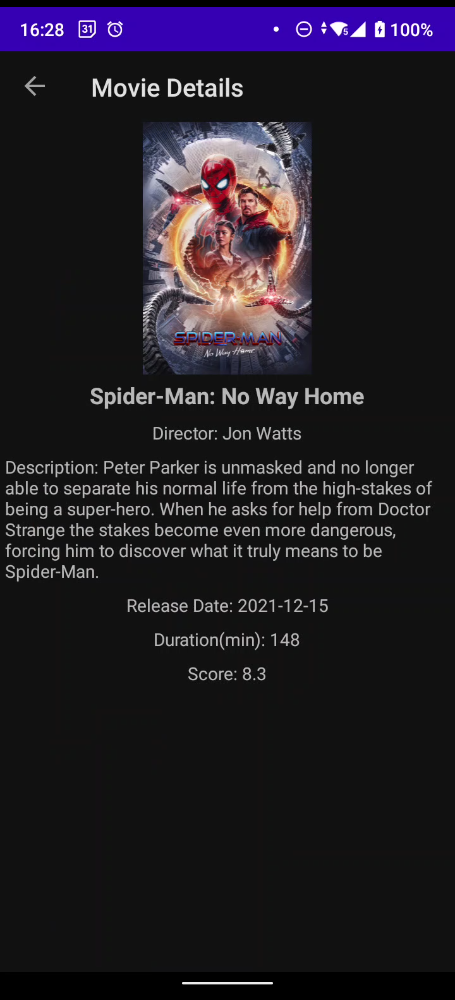 16:28 31 5 100%
Movie Details
SPIDER-MAN
No Way Home
Spider-Man: No Way Home
Director: Jon Watts
Description: Peter Parker is unmasked and no longer
able to separate his normal life from the high-stakes of
being a super-hero. When he asks for help from Doctor
Strange the stakes become even more dangerous,
forcing him to discover what it truly means to be
Spider-Man.
Release Date: 2021-12-15
Duration(min): 148
Score: 8.3